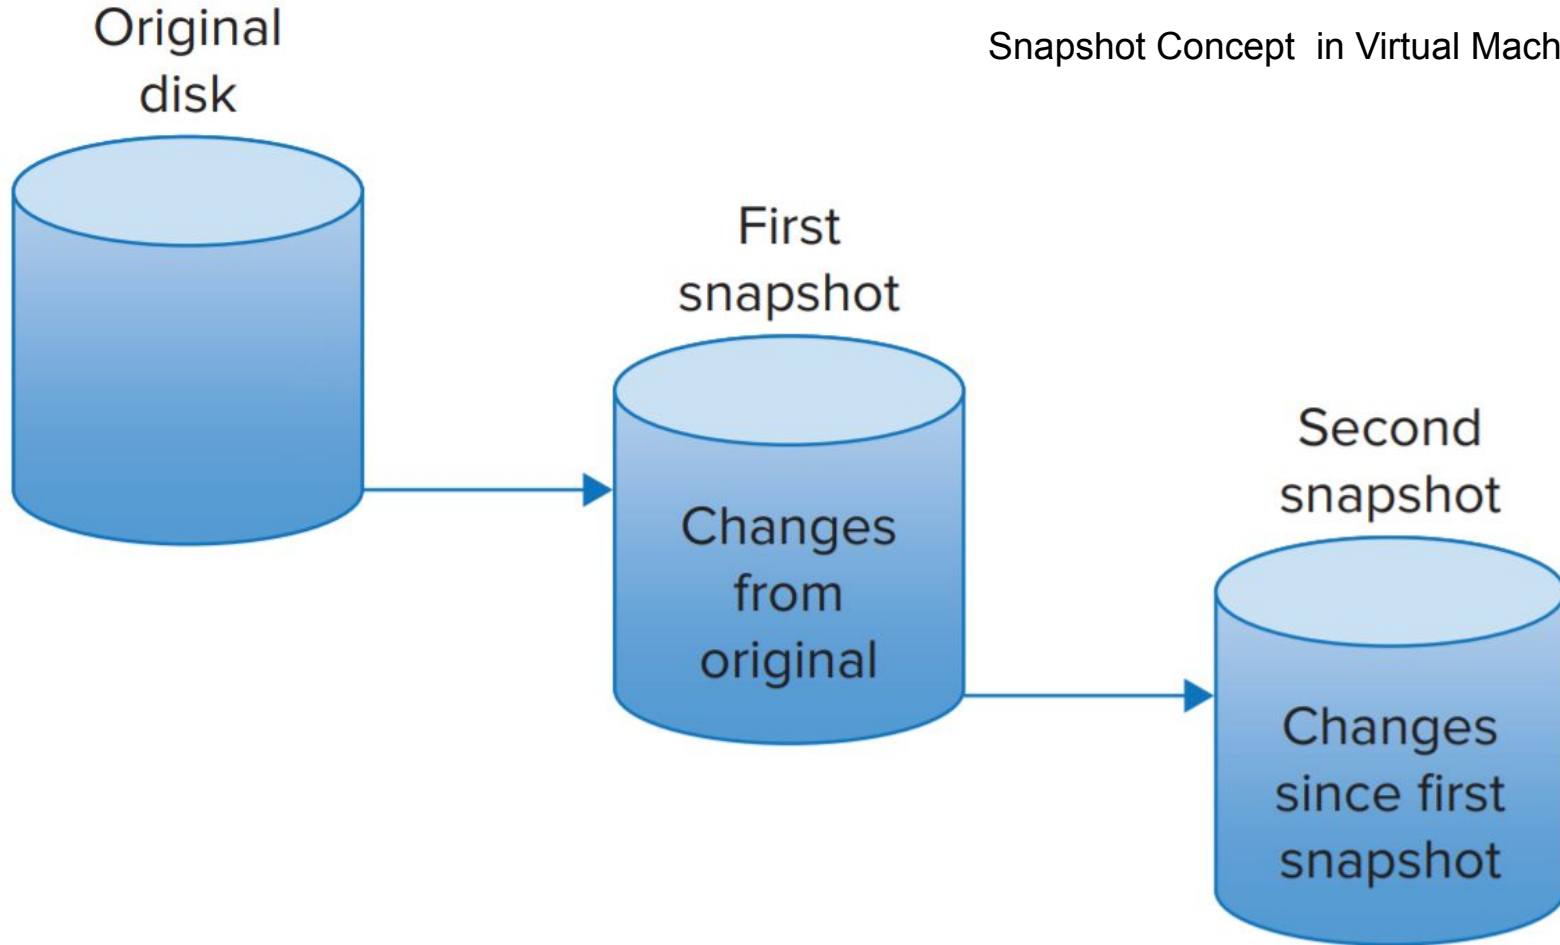 Original
disk
Snapshot Concept  in Virtual Mach
First
snapshot
Changes
from
original
Second
snapshot
Changes
since first
snapshot